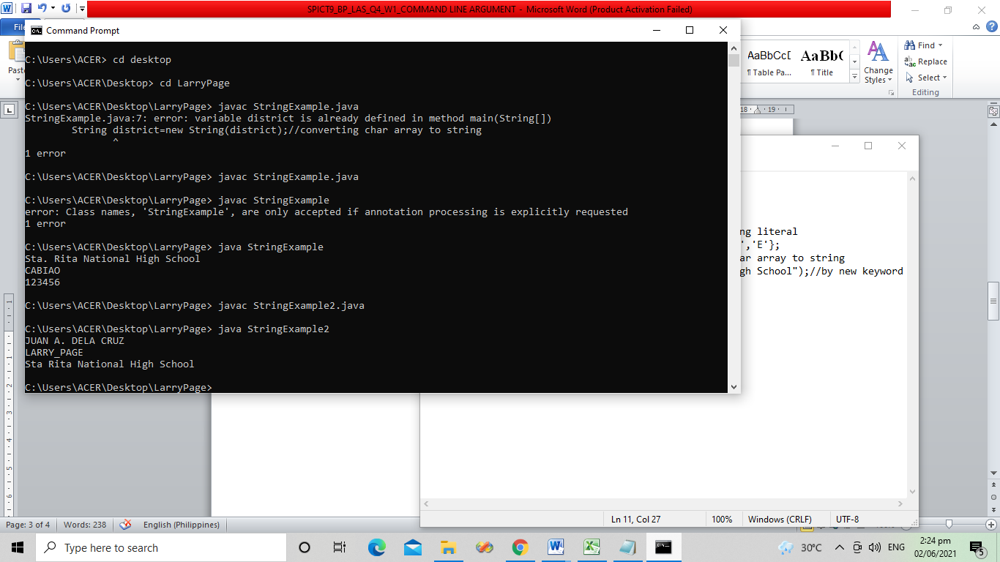 SPICT9_BP_LAS_Q4_W1_COMMAND LINE ARGUMENT - Microsoft Word (Product Activation Failed)
Command Prompt
C:\Users\ACER> cd desktop
C:\Users\ACER\Desktop> cd LarryPage
C:\Users\ACER\Desktop\LarryPage> javac StringExample.java
StringExample.java:7: error: variable district is already defined in method main(String[])
String district=new String(district);//converting char array to string
^
1 error
C:\Users\ACER\Desktop\LarryPage> javac StringExample.java
C:\Users\ACER\Desktop\LarryPage> javac StringExample
error: Class names, 'StringExample', are only accepted if annotation processing is explicitly requested
1 error
C:\Users\ACER\Desktop\LarryPage> java StringExample
Sta. Rita National High School
CABIAO
123456
C:\Users\ACER\Desktop\LarryPage> javac StringExample2.java
C:\Users\ACER\Desktop\LarryPage> java StringExample2
JUAN A. DELA CRUZ
LARRY_PAGE
Sta Rita National High School
C:\Users\ACER\Desktop\LarryPage>
AaBbCcD AaBb(
¶ Table Pa... ¶ Title
Change
Styles
Find
Replace
Select
Editing
18 19
ng literal
','E'};
ar array to string
gh School");//by new keyword
Ln 11, Col 27 100% Windows (CRLF) UTF-8
Page: 3 of 4 Words: 238 English (Philippines)
Type here to search
30°C ENG 2:24 pm
02/06/2021
5